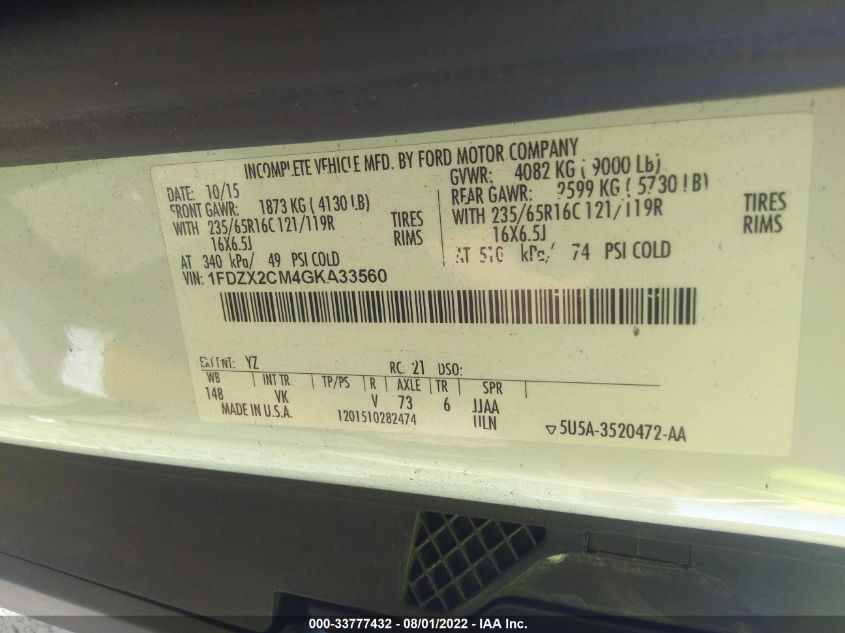 INCOMPLETE VEHICLE MFD. BY FORD MOTOR COMPANY
DATE: 10/15 GVWR: 4082 KG (9000 LB)
FRONT GAWR: 1873 KG (4130 LB) REAR GAWR: 2599 KG (5730 LB)
WITH 235/65R16C 121/119R TIRES WITH 235/65R16C 121/119R TIRES
16X6.5J RIMS 16X6.5J RIMS
AT 340 kPa/ 49 PSI COLD AT 510 kPa/ 74 PSI COLD
VIN: 1FDZX2CM4GKA33560
EXT PNT: YZ RC: 21 DSO:
WB INT TR TP/PS R AXLE TR SPR
148 VK V 73 6 JJAA
MADE IN U.S.A. 1201510282474 ULN
▽ 5U5A-3520472-AA
000-33777432 - 08/01/2022 - IAA Inc.